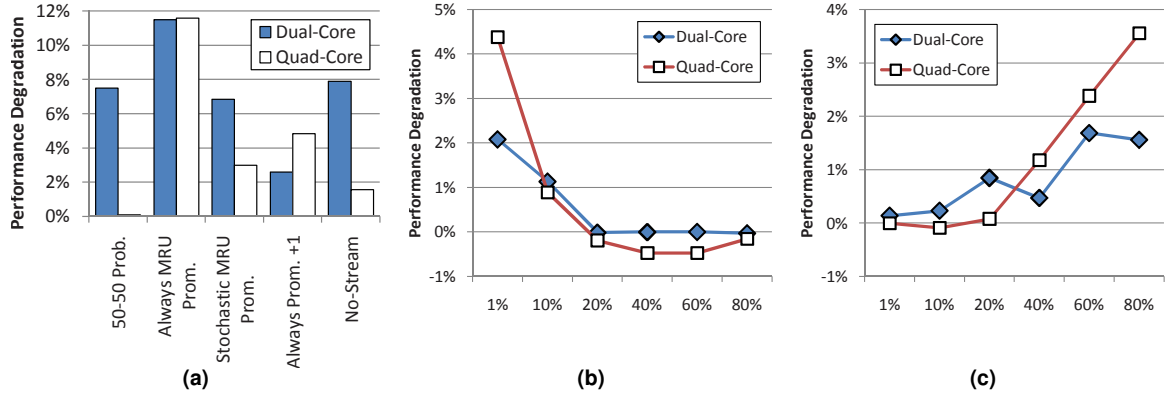 Performance Degradation
12%
10%
8%
6%
4%
2%
0%
Dual-Core
Quad-Core
50-50 Prob.
Always MRU
Prom.
Stochastic MRU
Prom.
Always Prom. +1
No-Stream
(a)
Performance Degradation
5%
4%
3%
2%
1%
0%
-1%
Dual-Core
Quad-Core
1% 10% 20% 40% 60% 80%
(b)
Performance Degradation
4%
3%
2%
1%
0%
-1%
Dual-Core
Quad-Core
1% 10% 20% 40% 60% 80%
(c)